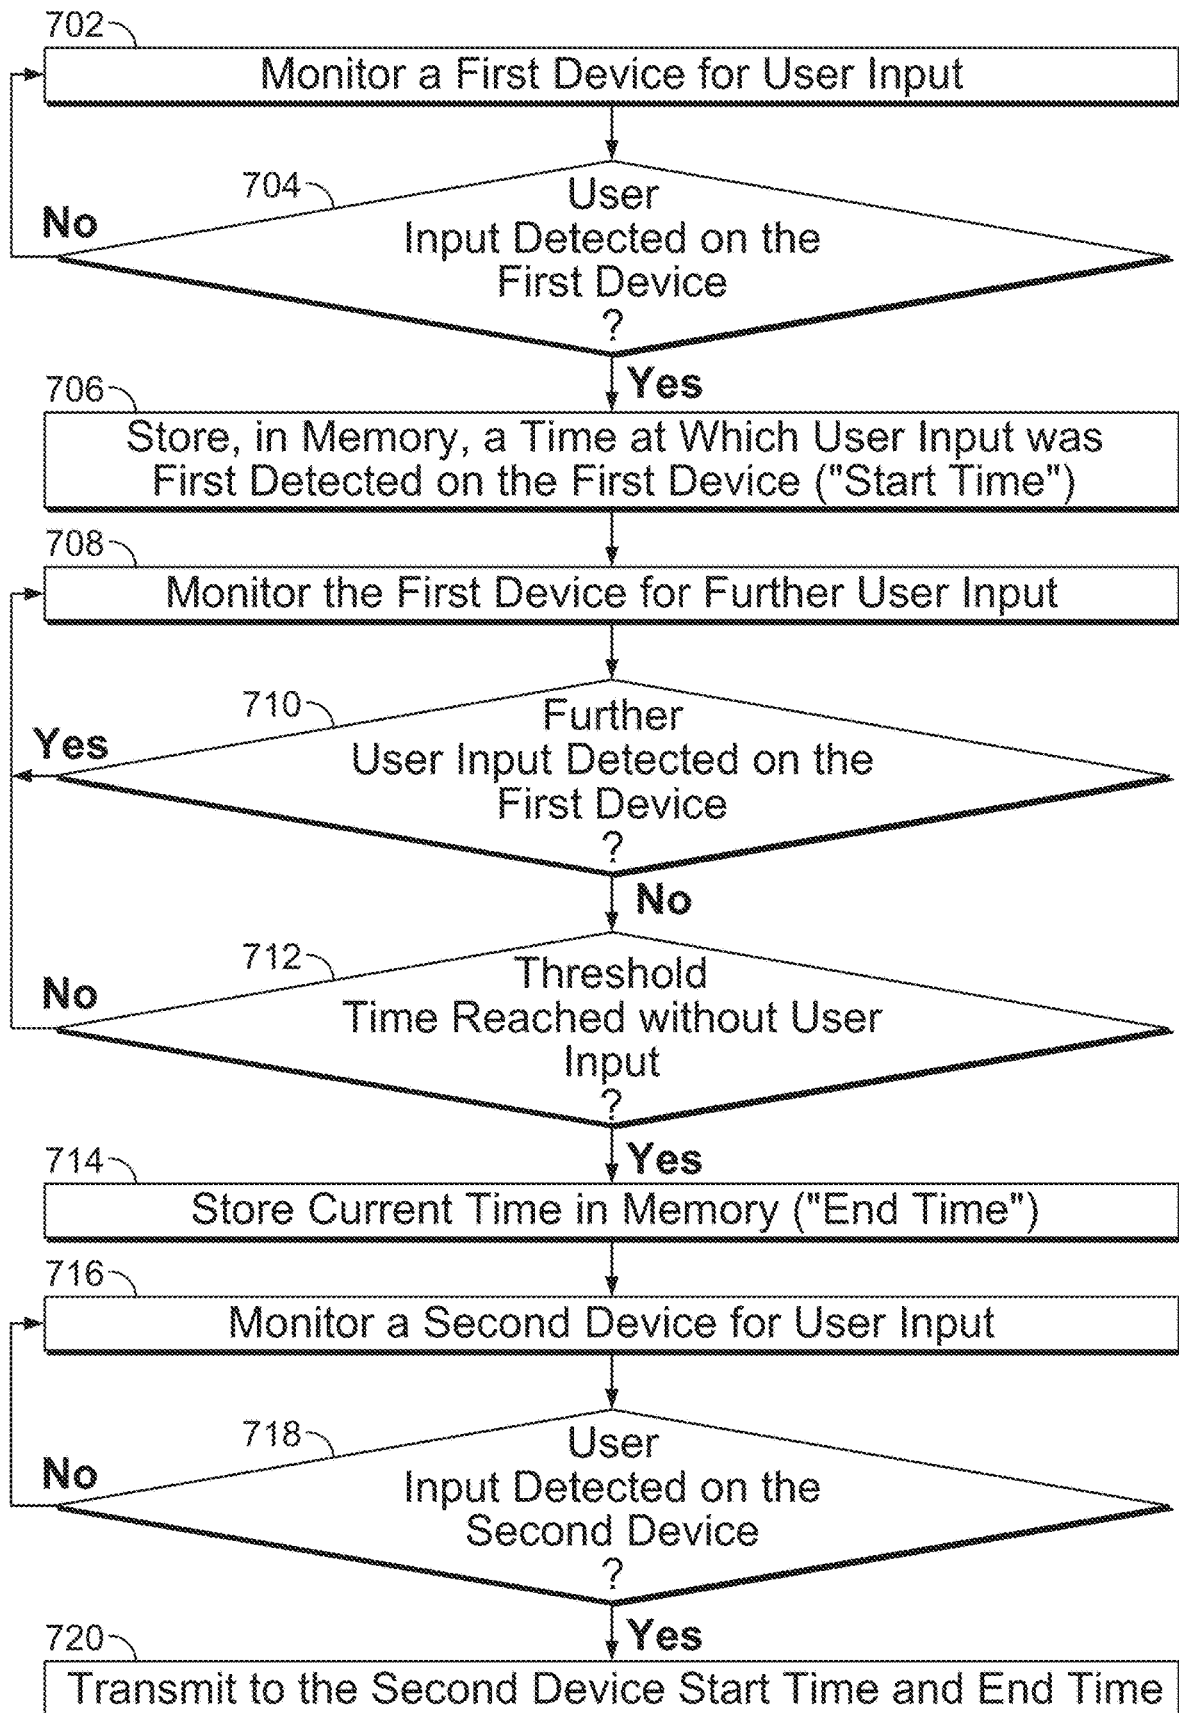 702
Monitor a First Device for User Input
704
User
Input Detected on the
First Device
?
No
Yes
706
Store, in Memory, a Time at Which User Input was
First Detected on the First Device ("Start Time")
708
Monitor the First Device for Further User Input
710
Further
User Input Detected on the
First Device
?
Yes
No
712
Threshold
Time Reached without User
Input
?
No
Yes
714
Store Current Time in Memory ("End Time")
716
Monitor a Second Device for User Input
718
User
Input Detected on the
Second Device
?
No
Yes
720
Transmit to the Second Device Start Time and End Time